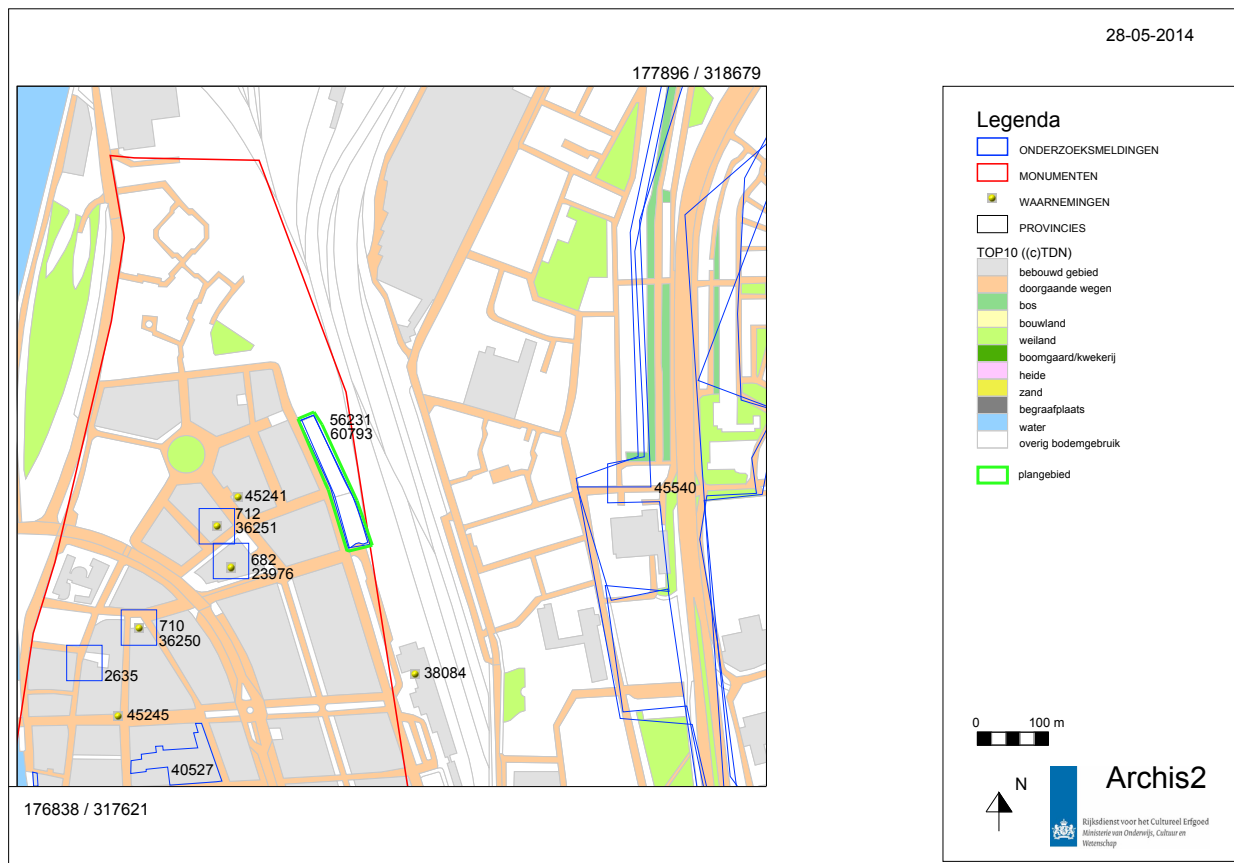 28-05-2014
177896 / 318679
56231
60793
45241
712
36251
682
23976
710
36250
2635
45245
40527
38084
45540
176838 / 317621
Legenda
ONDERZOEKSMELDINGEN
MONUMENTEN
WAARNEMINGEN
PROVINCIES
TOP10 ((c)TDN)
bebouwd gebied
doorgaande wegen
bos
bouwland
weiland
boomgaard/kwekerij
heide
zand
begraafplaats
water
overig bodemgebruik
plangebied
0 100 m
N
Archis2
Rijksdienst voor het Cultureel Erfgoed
Ministerie van Onderwijs, Cultuur en
Wetenschap